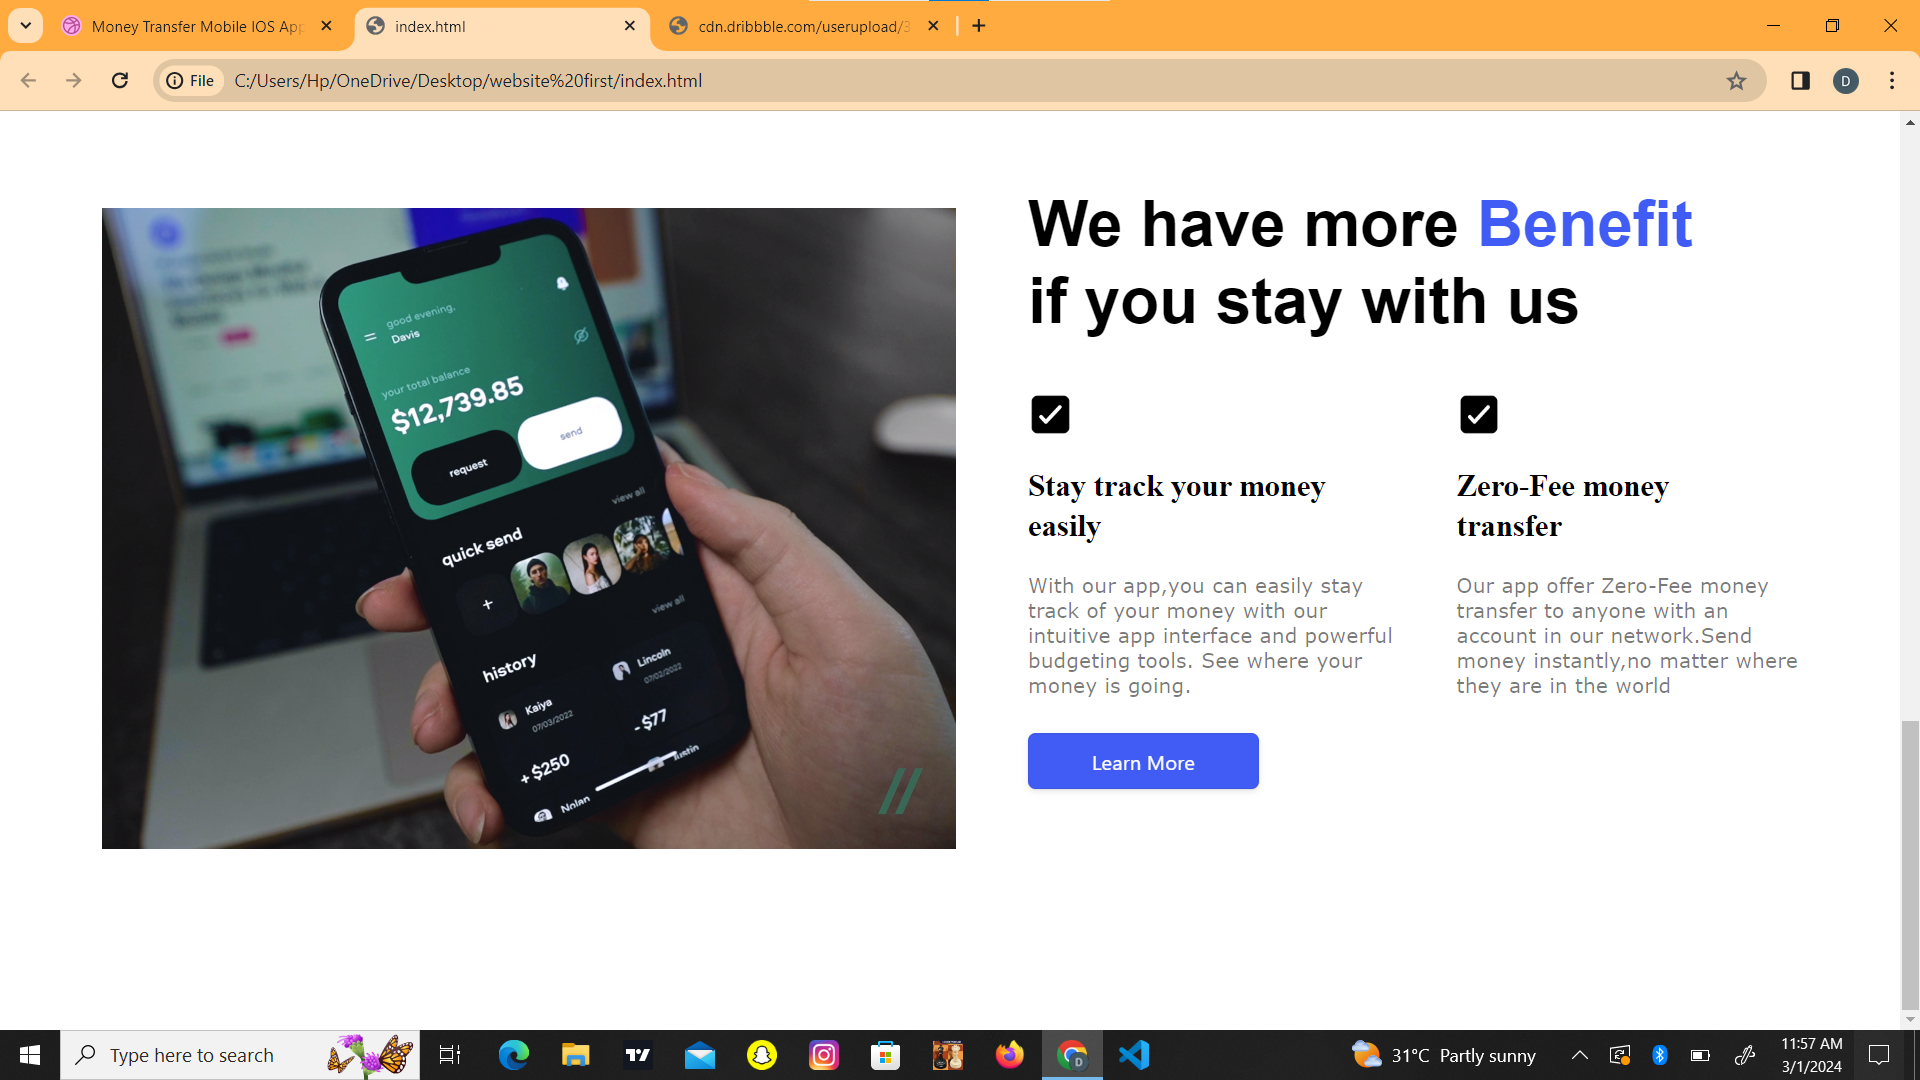 Money Transfer Mobile IOS App
index.html
cdn.dribbble.com/userupload/3
File
C:/Users/Hp/OneDrive/Desktop/website%20first/index.html
D
good evening,
Davis
your total balance
$12,739.85
request
send
view all
quick send
+
view all
history
Kaiya
07/03/2022
+ $250
Lincoln
07/02/2022
- $77
Nolan
Justin
We have more Benefit
if you stay with us
Stay track your money
easily
With our app,you can easily stay
track of your money with our
intuitive app interface and powerful
budgeting tools. See where your
money is going.
Zero-Fee money
transfer
Our app offer Zero-Fee money
transfer to anyone with an
account in our network.Send
money instantly,no matter where
they are in the world
Learn More
Type here to search
D
31°C Partly sunny
11:57 AM
3/1/2024